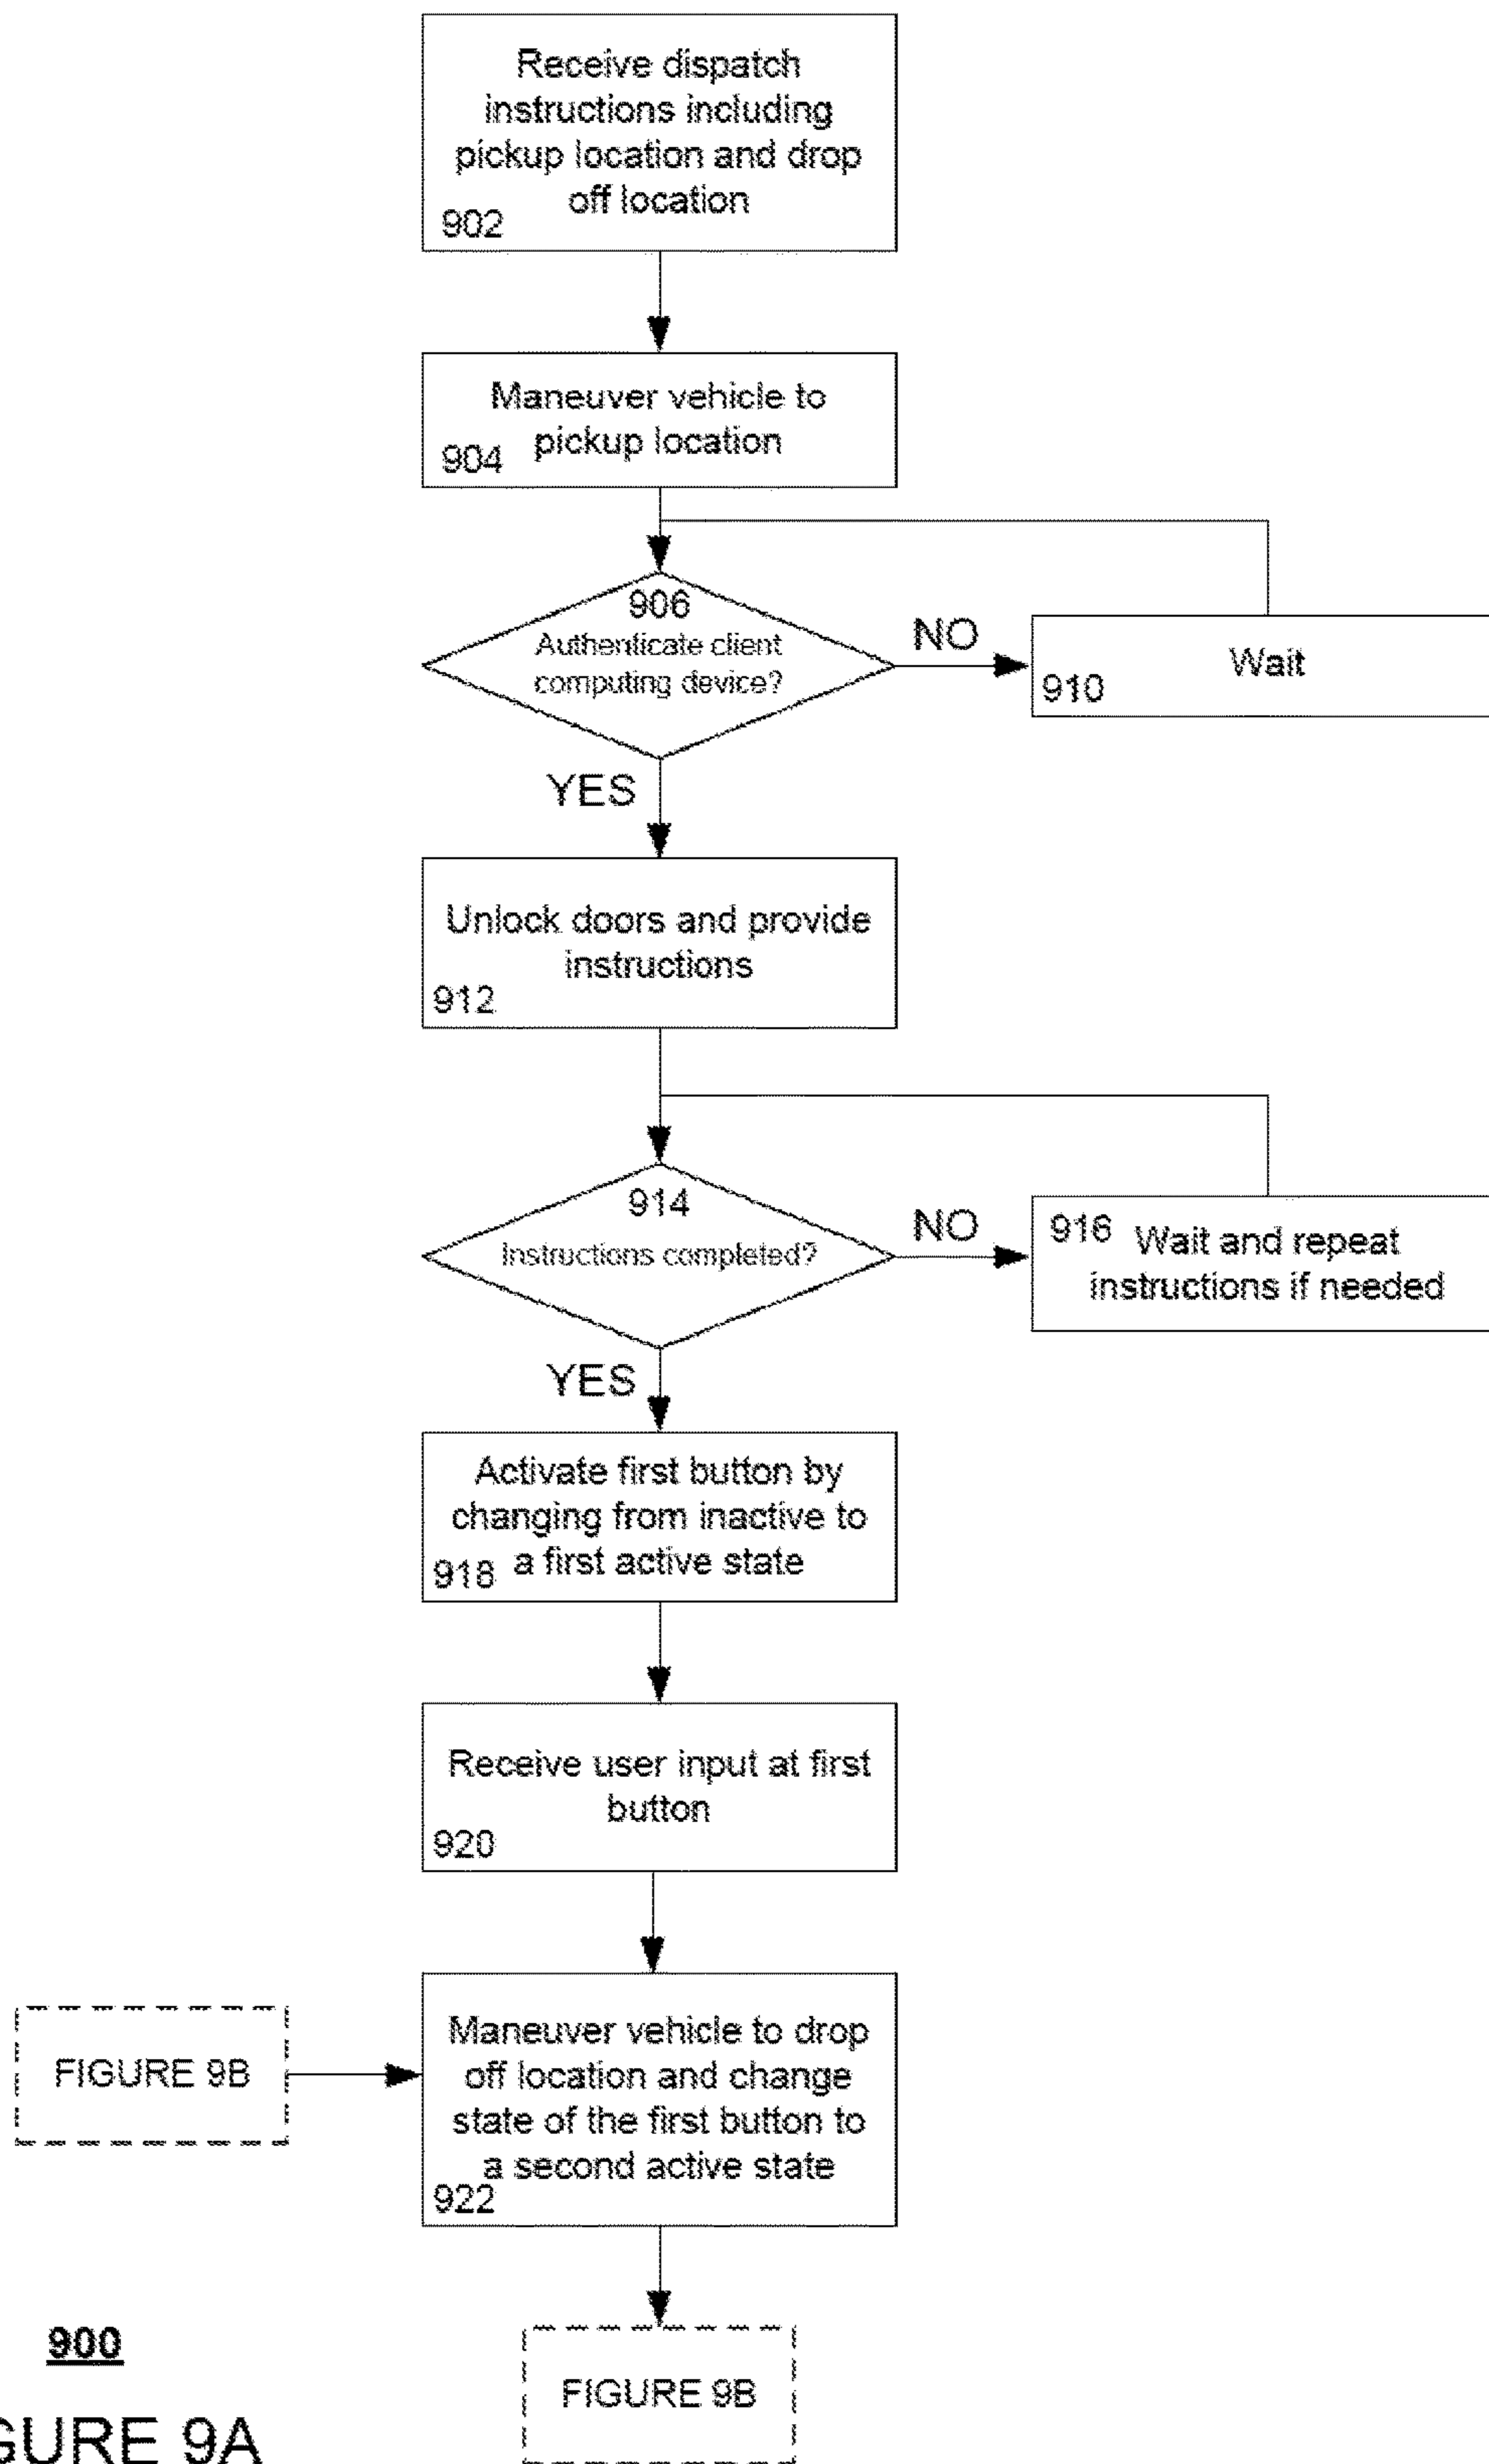 Receive dispatch
instructions including
pickup location and drop
off location
902
Maneuver vehicle to
pickup location
904
906
Authenticate client
computing device?
NO
Wait
910
YES
Unlock doors and provide
instructions
912
914
Instructions completed?
NO
916
Wait and repeat
instructions if needed
YES
Activate first button by
changing from inactive to
a first active state
918
Receive user input at first
button
920
FIGURE 9B
Maneuver vehicle to drop
off location and change
state of the first button to
a second active state
922
900
FIGURE 9B
GURE 9A